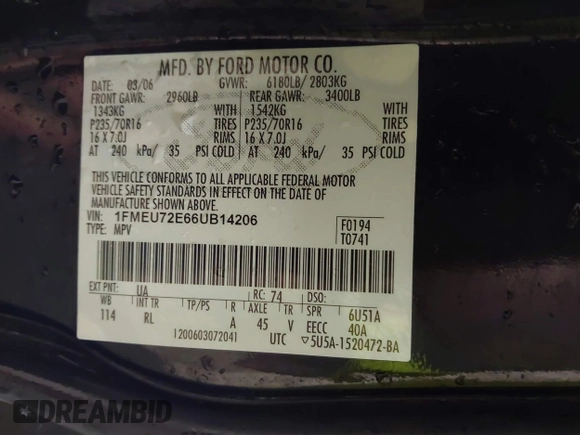 MFD. BY FORD MOTOR CO.
DATE: 03/06 GVWR: 6180LB/ 2803KG
FRONT GAWR: 2960LB REAR GAWR: 3400LB
1343KG WITH 1542KG WITH
P235/70R16 TIRES P235/70R16 TIRES
16 X 7.0J RIMS 16 X 7.0J RIMS
AT 240 kPa/ 35 PSI COLD AT 240 kPa/ 35 PSI COLD
THIS VEHICLE CONFORMS TO ALL APPLICABLE FEDERAL MOTOR
VEHICLE SAFETY STANDARDS IN EFFECT ON THE DATE OF
MANUFACTURE SHOWN ABOVE.
VIN: 1FMEU72E66UB14206 F0194
TYPE: MPV T0741
EXT PNT: UA RC: 74 DSO:
WB INT TR TP/PS R AXLE TR SPR 6U51A
114 RL A 45 V EECC 40A
1200603072041 UTC ▽5U5A-1520472-BA
DREAMBID